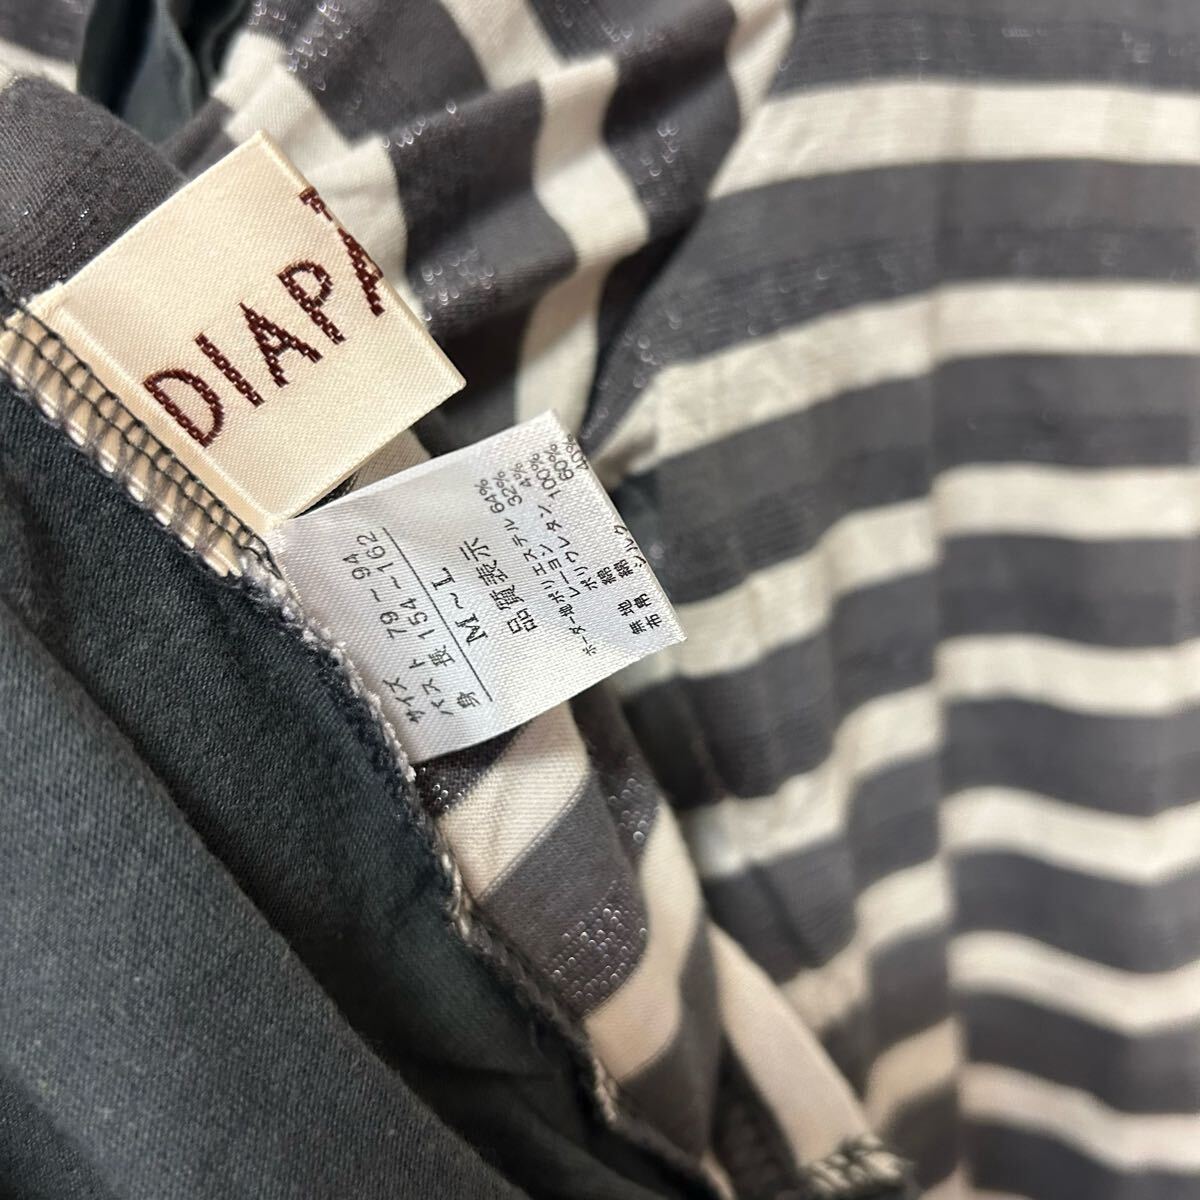 DIAPA
サイズ
バスト 79~94
身長 154~162
M~L
品質表示
ボーダー地ポリエステル 64%
レーヨン 32%
ポリウレタン 4%
無地 綿 100%
布角 綿 60%
シルク 40%